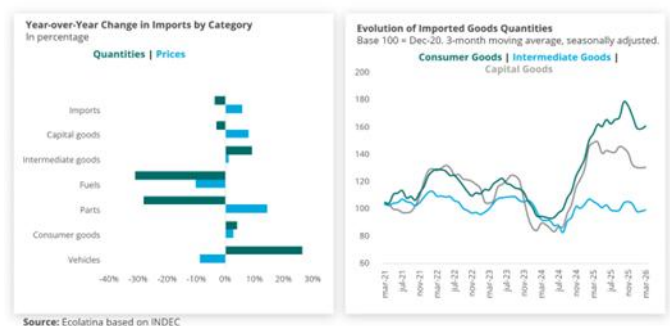 Year-over-Year Change in Imports by Category
In percentage
Quantities | Prices
Imports
Capital goods
Intermediate goods
Fuels
Parts
Consumer goods
Vehicles
-40% -30% -20% -10% 0% 10% 20% 30%
Evolution of Imported Goods Quantities
Base 100 = Dec-20. 3-month moving average, seasonally adjusted.
Consumer Goods | Intermediate Goods |
Capital Goods
200
180
160
140
120
100
80
60
mar-21
jul-21
nov-21
mar-22
jul-22
nov-22
mar-23
jul-23
nov-23
mar-24
jul-24
nov-24
mar-25
jul-25
nov-25
mar-26
Source: Ecolatina based on INDEC